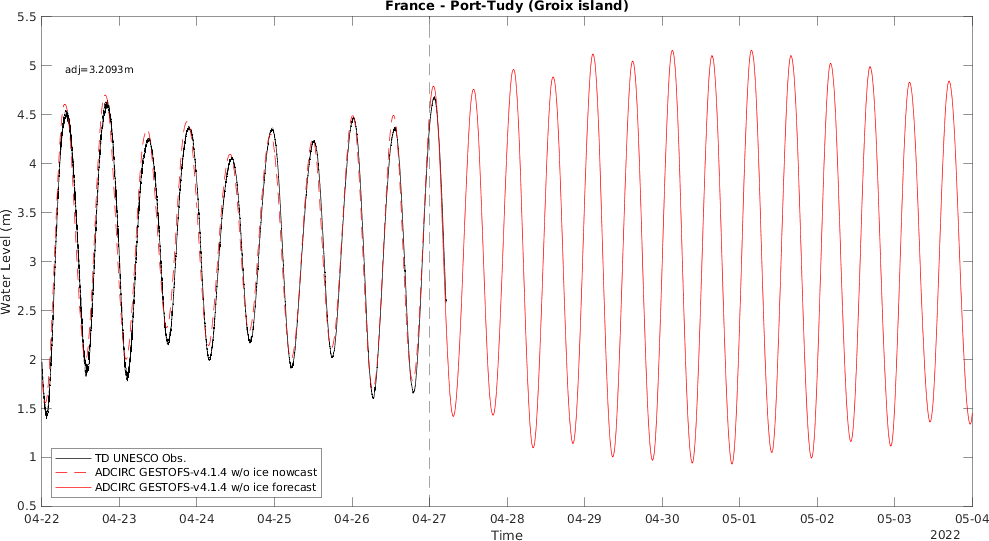 France - Port-Tudy (Groix island)
adj=3.2093m
Water Level (m)
5.5
5
4.5
4
3.5
3
2.5
2
1.5
1
0.5
TD UNESCO Obs.
ADCIRC GESTOFS-v4.1.4 w/o ice nowcast
ADCIRC GESTOFS-v4.1.4 w/o ice forecast
04-22 04-23 04-24 04-25 04-26 04-27 04-28 04-29 04-30 05-01 05-02 05-03 05-04
Time
2022